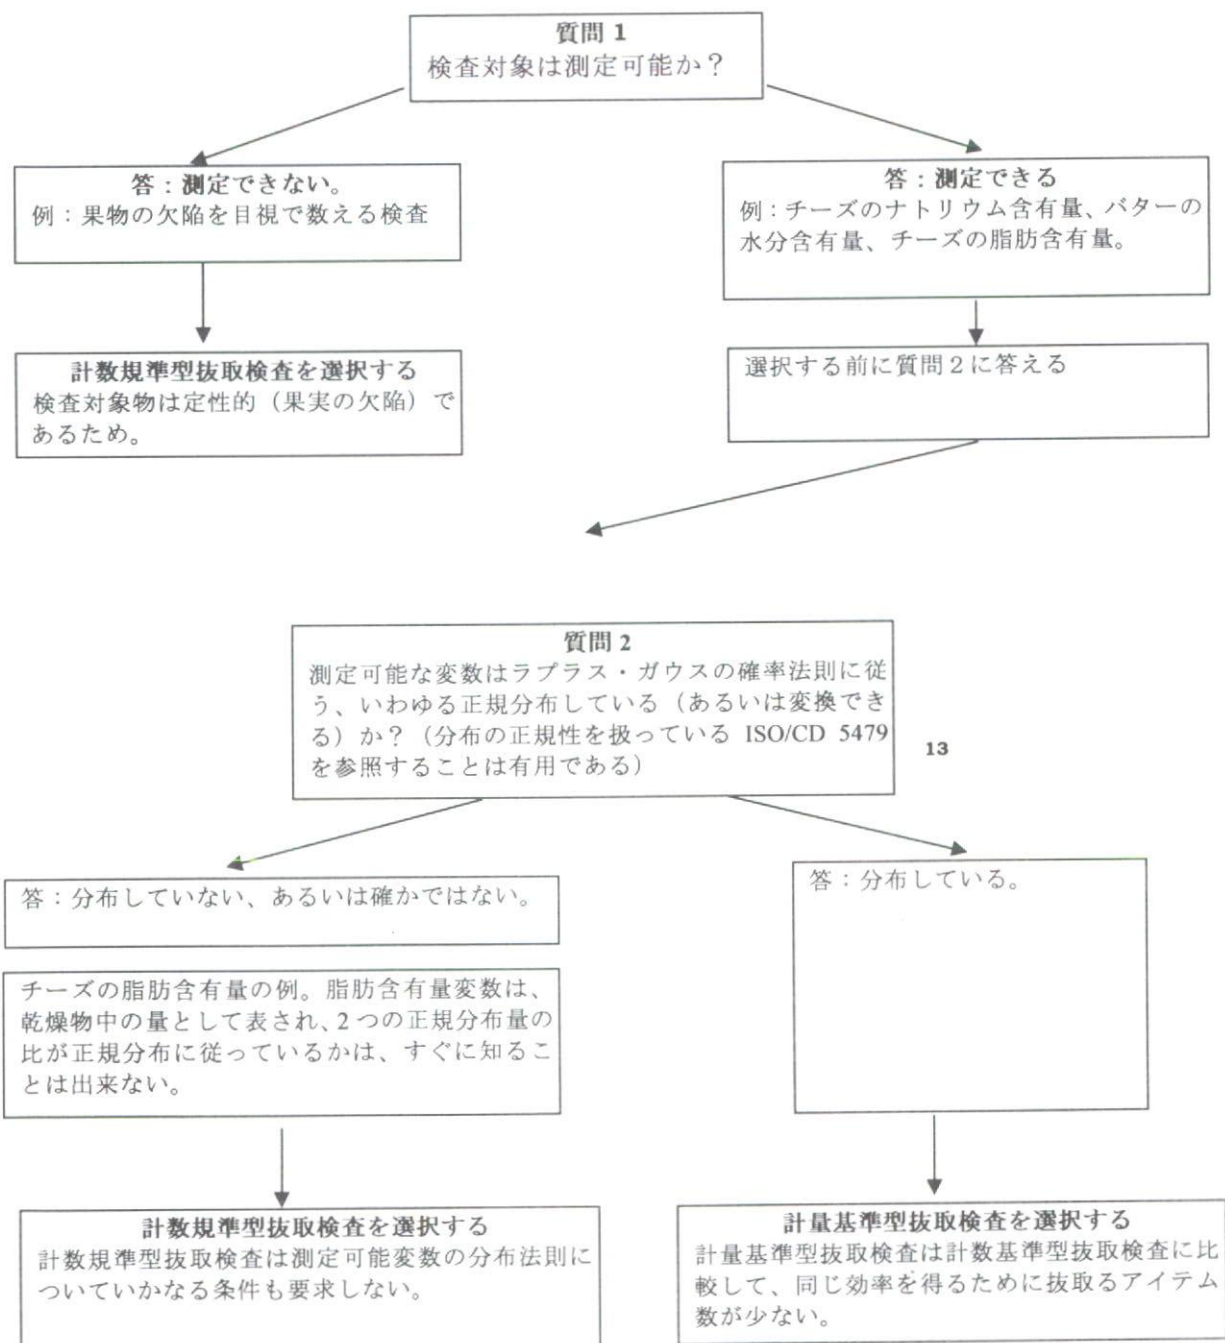 質問 1
検査対象は測定可能か？
答：測定できない。
例：果物の欠陥を目視で数える検査
答：測定できる
例：チーズのナトリウム含有量、バターの
水分含有量、チーズの脂肪含有量。
計数規準型抜取検査を選択する
検査対象物は定性的（果実の欠陥）で
あるため。
選択する前に質問２に答える
質問 2
測定可能な変数はラプラス・ガウスの確率法則に従
う、いわゆる正規分布している（あるいは変換でき
る）か？（分布の正規性を扱っている ISO/CD 5479
を参照することは有用である）
13
答：分布していない、あるいは確かではない。
答：分布している。
チーズの脂肪含有量の例。脂肪含有量変数は、
乾燥物中の量として表され、2 つの正規分布量の
比が正規分布に従っているかは、すぐに知るこ
とは出来ない。
計数規準型抜取検査を選択する
計数規準型抜取検査は測定可能変数の分布法則に
ついていかなる条件も要求しない。
計量基準型抜取検査を選択する
計量基準型抜取検査は計数基準型抜取検査に比
較して、同じ効率を得るために抜取るアイテム
数が少ない。